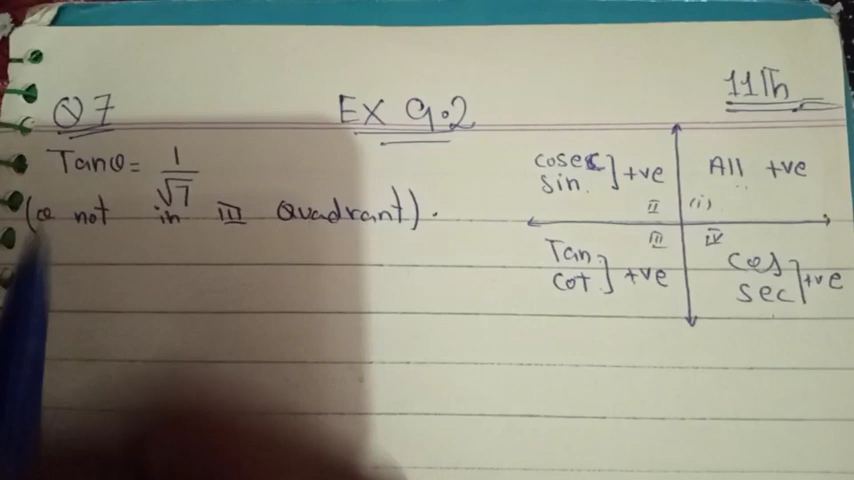 Q7 Ex 9.2 11Th
Tanθ = 1/√7
(θ not in III Quadrant).
cosec sin. ] +ve
II
All +ve
(i)
III
Tan cot ] +ve
IV
cos sec ] +ve